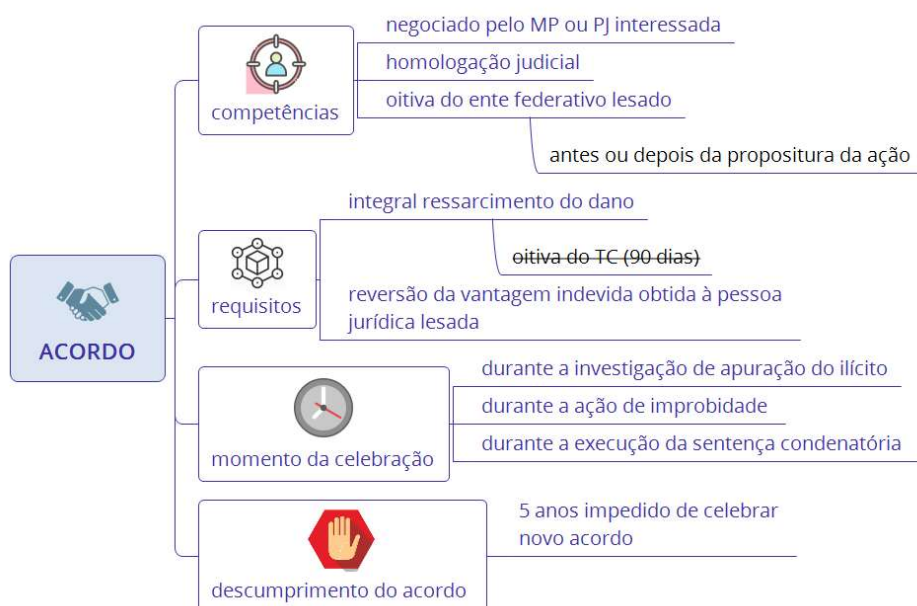 negociado pelo MP ou PJ interessada
homologação judicial
competências
oitiva do ente federativo lesado
antes ou depois da propositura da ação
integral ressarcimento do dano
oitiva do TC (90 dias)
requisitos
reversão da vantagem indevida obtida à pessoa
jurídica lesada
ACORDO
durante a investigação de apuração do ilícito
durante a ação de improbidade
momento da celebração
durante a execução da sentença condenatória
5 anos impedido de celebrar
novo acordo
descumprimento do acordo